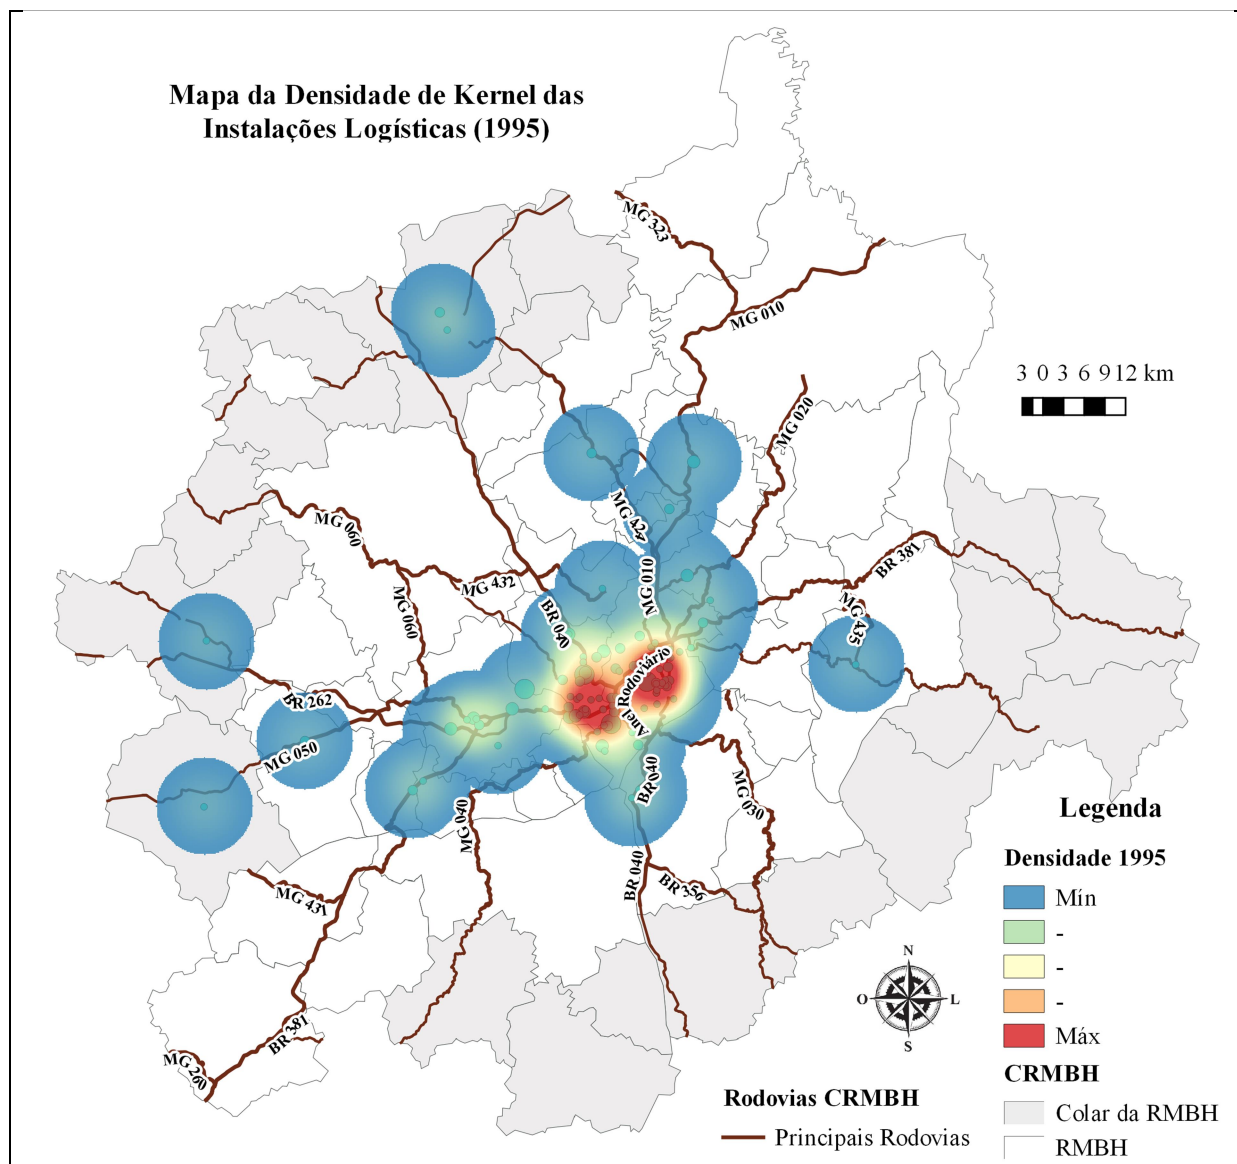 Mapa da Densidade de Kernel das
Instalações Logísticas (1995)
MG 323
MG 010
3 0 3 6 9 12 km
MG 020
MG 060
MG 424
BR 381
MG 432
MG 010
MG 060
BR 040
MG 435
Anel Rodoviário
BR 262
MG 050
BR 040
MG 030
MG 040
BR 040
BR 356
MG 431
Legenda
Densidade 1995
Mín
-
-
-
Máx
N
O
L
S
BR 381
MG 260
CRMBH
Colar da RMBH
RMBH
Rodovias CRMBH
Principais Rodovias